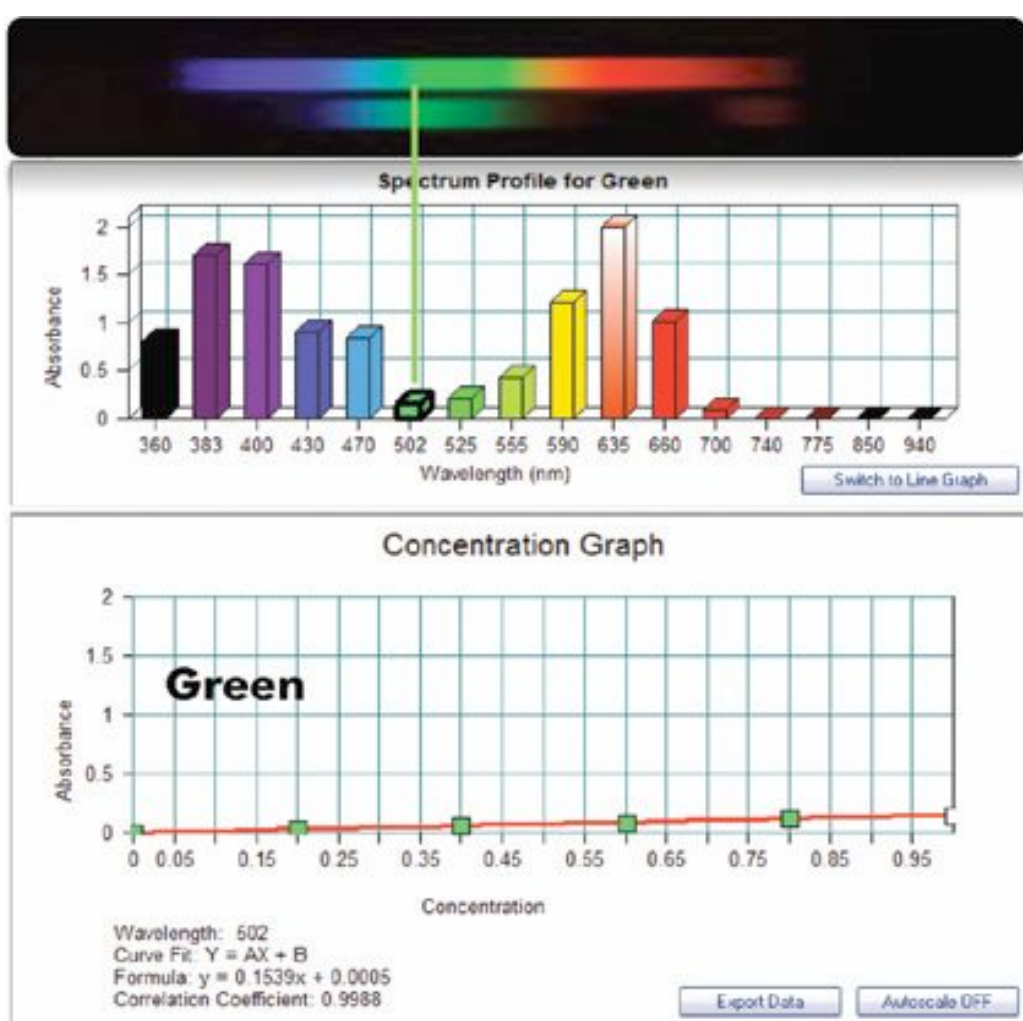 Spectrum Profile for Green
2
1.5
1
0.5
0
Absorbance
360 383 400 430 470 502 525 555 590 635 660 700 740 775 850 940
Wavelength (nm)
Switch to Line Graph
Concentration Graph
2
1.5
1
0.5
0
Absorbance
Green
0 0.05 0.15 0.25 0.35 0.45 0.55 0.65 0.75 0.85 0.95
Concentration
Wavelength: 502
Curve Fit: Y = AX + B
Formula: y = 0.1539x + 0.0005
Correlation Coefficient: 0.9988
Export Data
Autoscale OFF